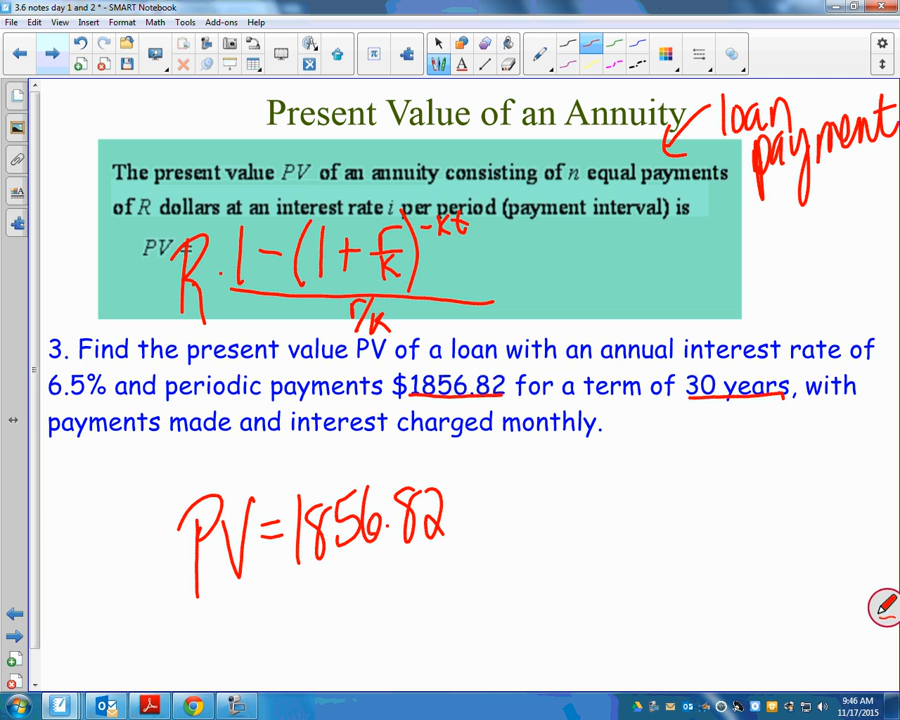 3.6 notes day 1 and 2 * - SMART Notebook
File Edit View Insert Format Math Tools Add-ons Help
Present Value of an Annuity
loan
payment
The present value PV of an annuity consisting of n equal payments
of R dollars at an interest rate i per period (payment interval) is
PV = R · 1 - (1 + r/k)^-kt
r/k
3. Find the present value PV of a loan with an annual interest rate of
6.5% and periodic payments $1856.82 for a term of 30 years, with
payments made and interest charged monthly.
PV = 1856.82
9:46 AM
11/17/2015